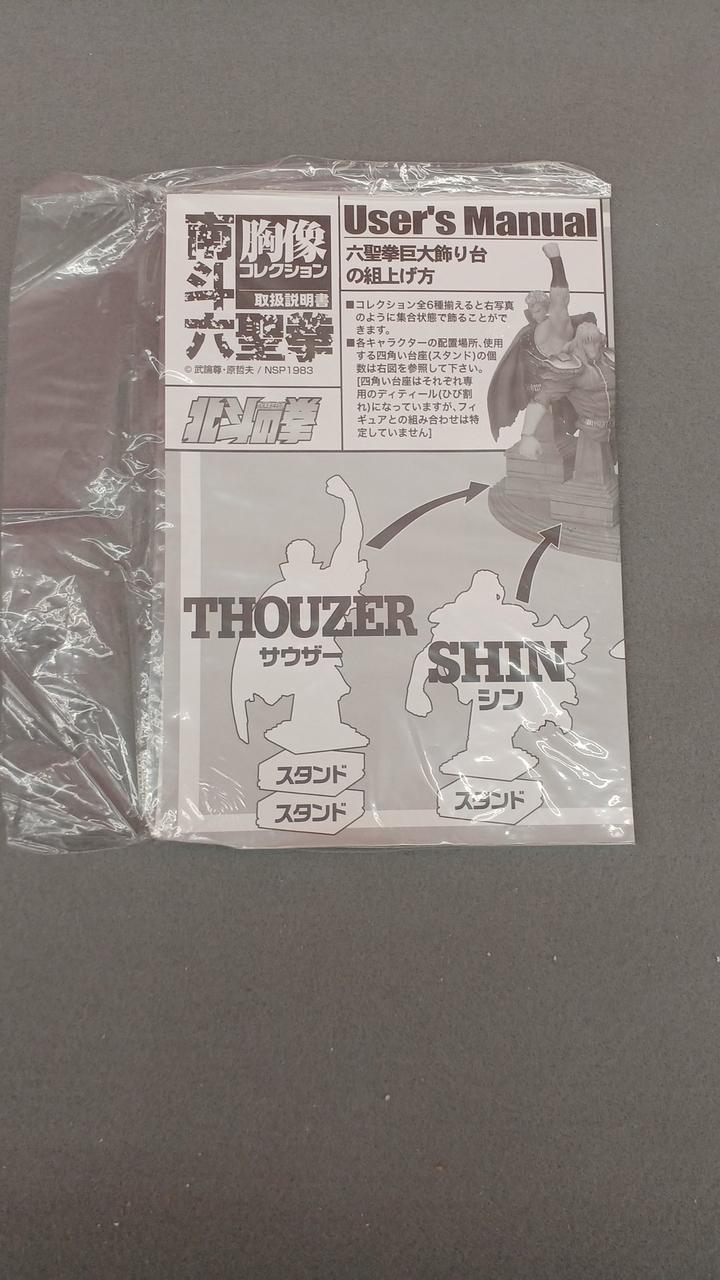 南斗六聖拳
胸像
コレクション
取扱説明書
© 武論尊・原哲夫 / NSP1983
北斗の拳
User's Manual
六聖拳巨大飾り台
の組上げ方
■コレクション全6種揃えると右写真
のように集合状態で飾ることがで
きます。
■各キャラクターの配置場所、使用
する四角い台座(スタンド)の個
数は右図を参照して下さい。
[四角い台座はそれぞれ専
用のディティール(ひび割
れ)になっていますが、フィ
ギュアとの組み合わせは特
定していません]
THOUZER
サウザー
SHIN
シン
スタンド
スタンド
スタンド